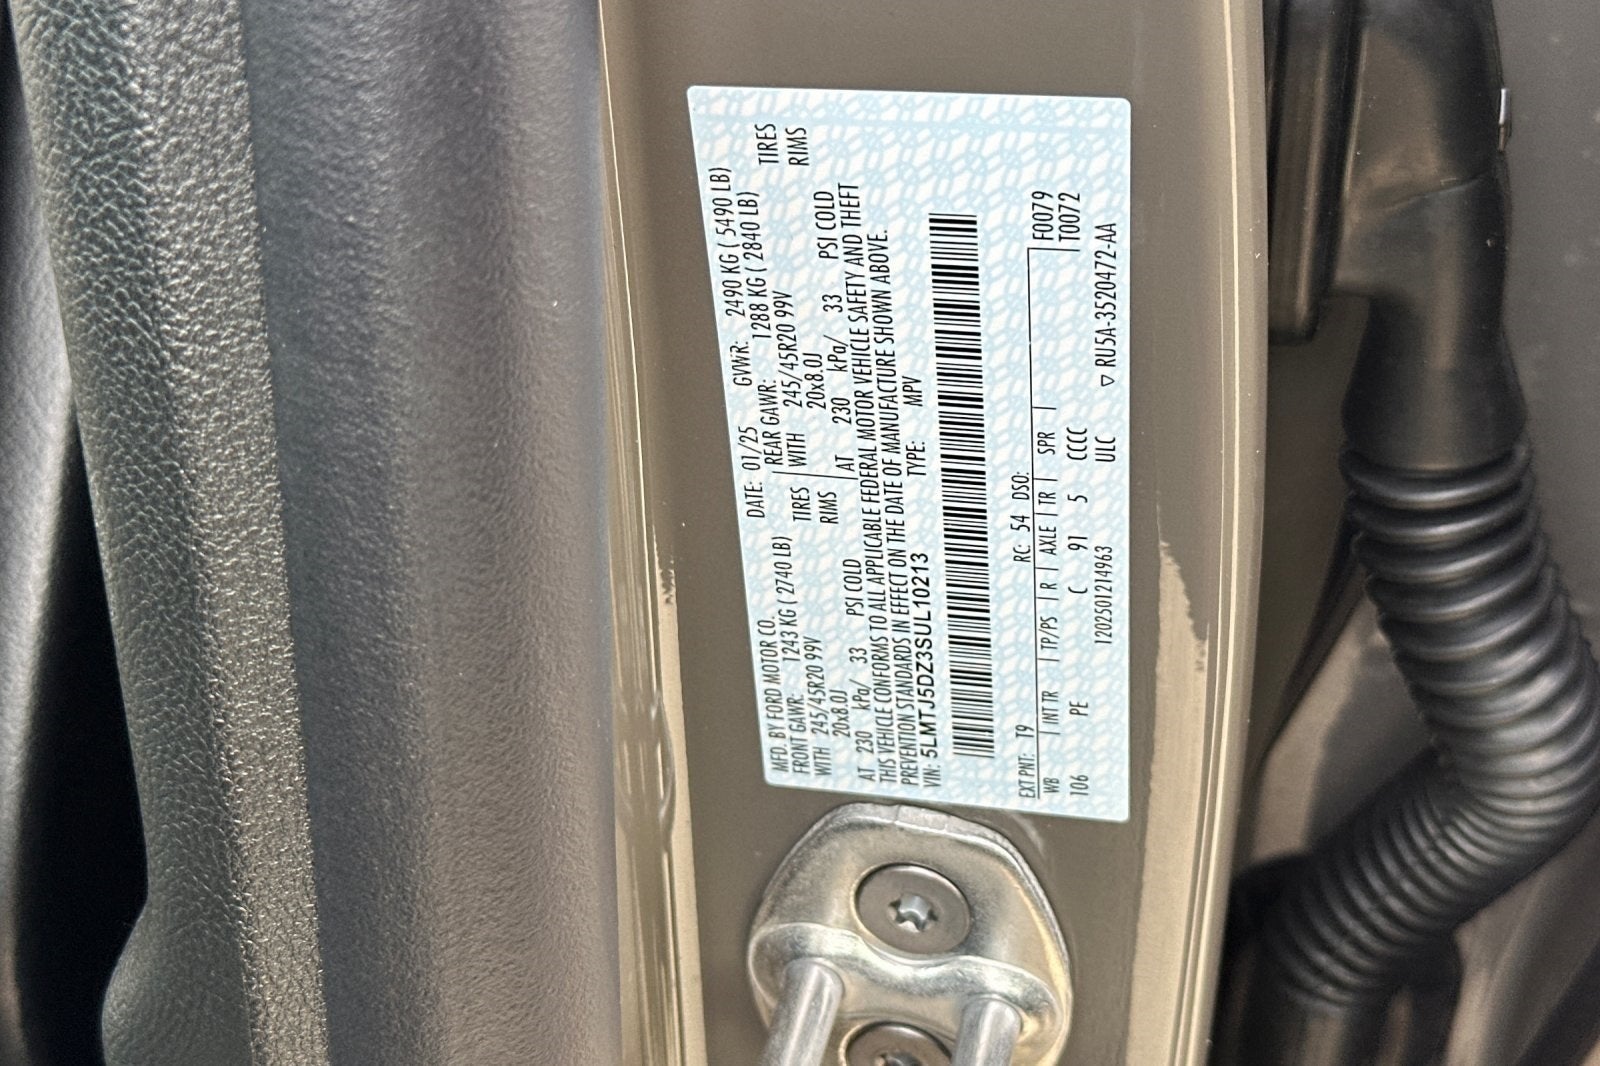 MFD. BY FORD MOTOR CO.
DATE: 01/25 GVWR: 2490 KG ( 5490 LB)
FRONT GAWR: 1243 KG ( 2740 LB) REAR GAWR: 1288 KG ( 2840 LB)
WITH 245/45R20 99V TIRES WITH 245/45R20 99V TIRES
20x8.0J RIMS 20x8.0J RIMS
AT 230 kPa/ 33 PSI COLD AT 230 kPa/ 33 PSI COLD
THIS VEHICLE CONFORMS TO ALL APPLICABLE FEDERAL MOTOR VEHICLE SAFETY AND THEFT
PREVENTION STANDARDS IN EFFECT ON THE DATE OF MANUFACTURE SHOWN ABOVE.
VIN: 5LMTJ5DZ3SUL10213 TYPE: MPV
EXT PNT: T9 RC: 54 DSO: F0079
WB INT TR TP/PS R AXLE TR SPR T0072
106 PE C 91 5 CCCC
1202501214963 ULC ▽ RU5A-3520472-AA